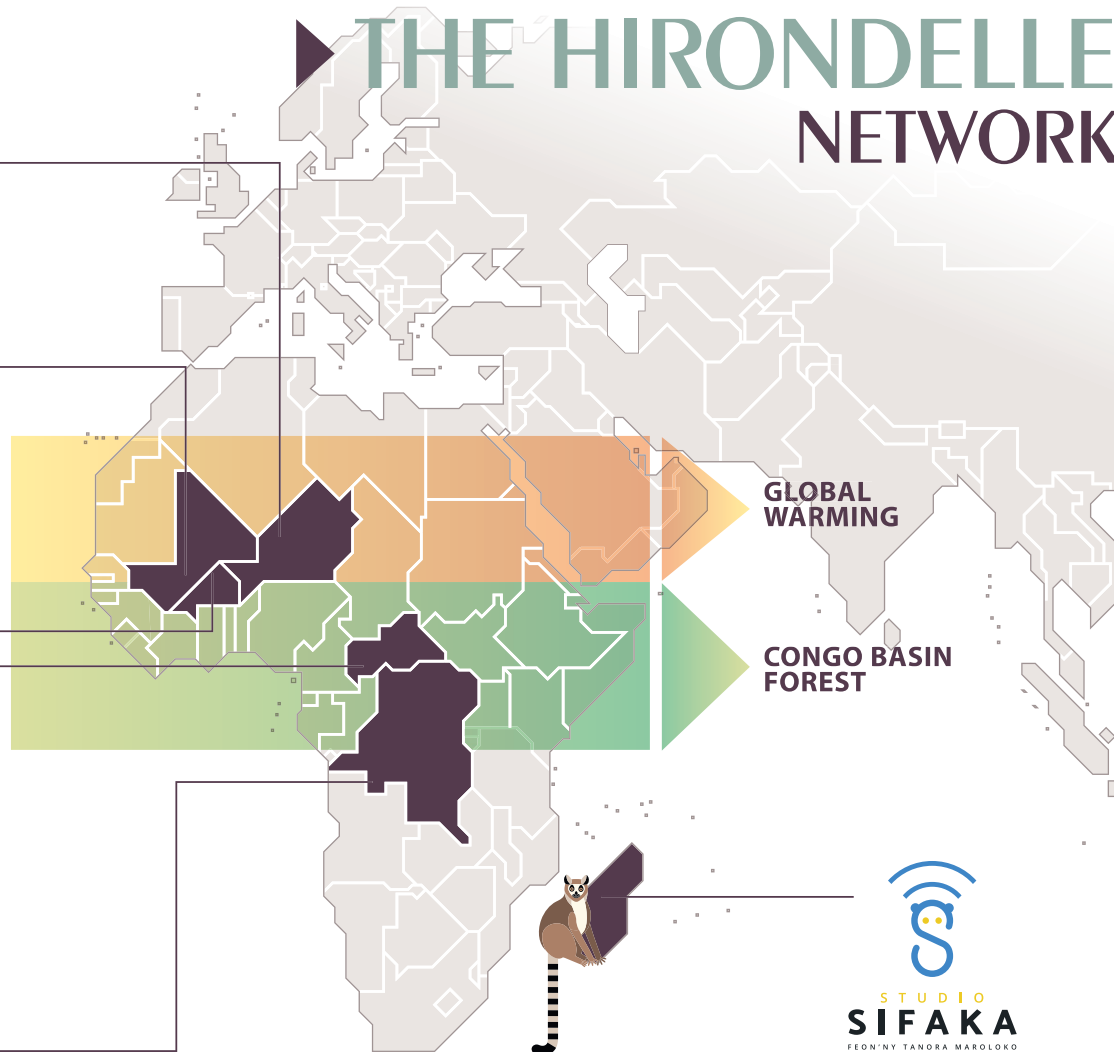 THE HIRONDELLE
NETWORK
GLOBAL
WARMING
CONGO BASIN
FOREST
STUDIO
SIFAKA
FEON'NY TANORA MAROLOKO